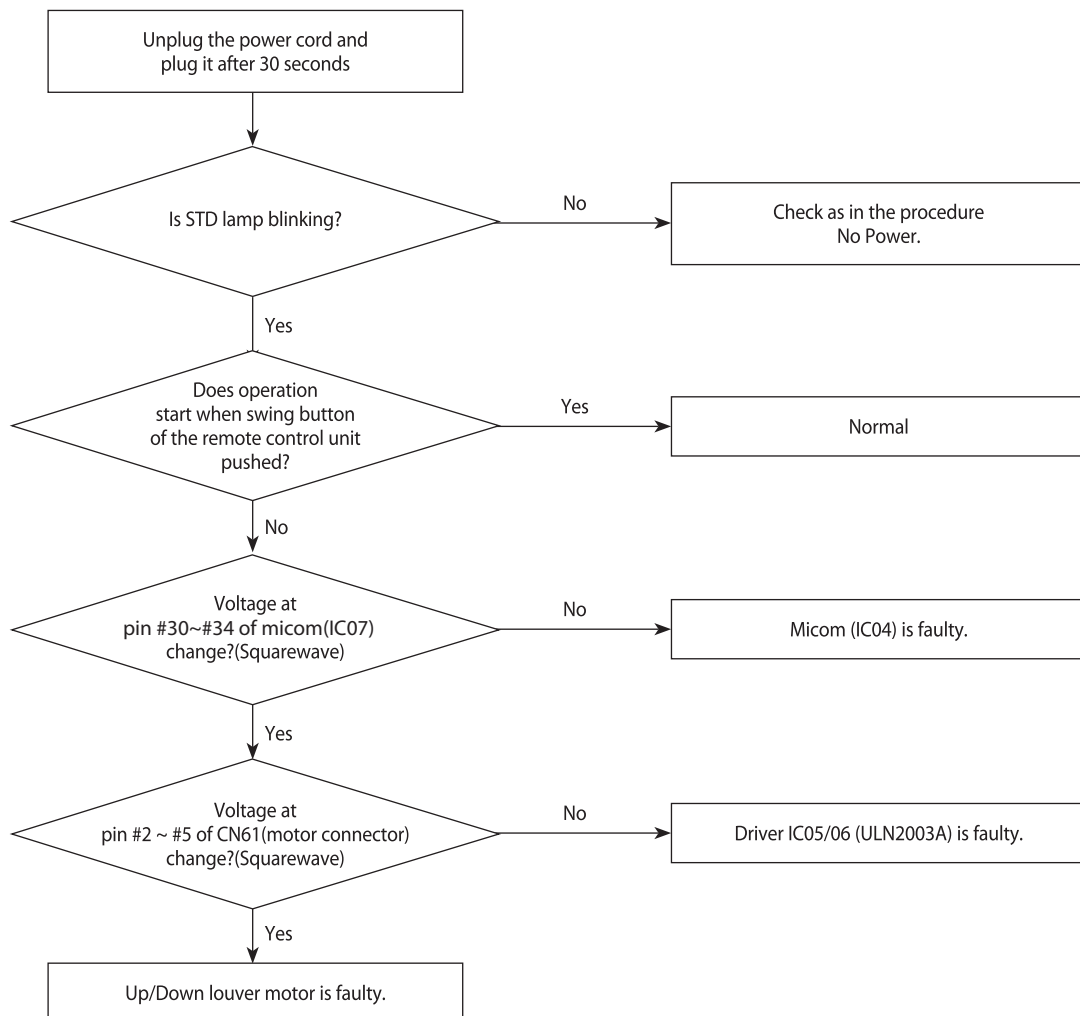 Unplug the power cord and
plug it after 30 seconds
Is STD lamp blinking?
No
Check as in the procedure
No Power.
Yes
Does operation
start when swing button
of the remote control unit
pushed?
Yes
Normal
No
Voltage at
pin #30~#34 of micom(IC07)
change?(Squarewave)
No
Micom (IC04) is faulty.
Yes
Voltage at
pin #2 ~ #5 of CN61(motor connector)
change?(Squarewave)
No
Driver IC05/06 (ULN2003A) is faulty.
Yes
Up/Down louver motor is faulty.